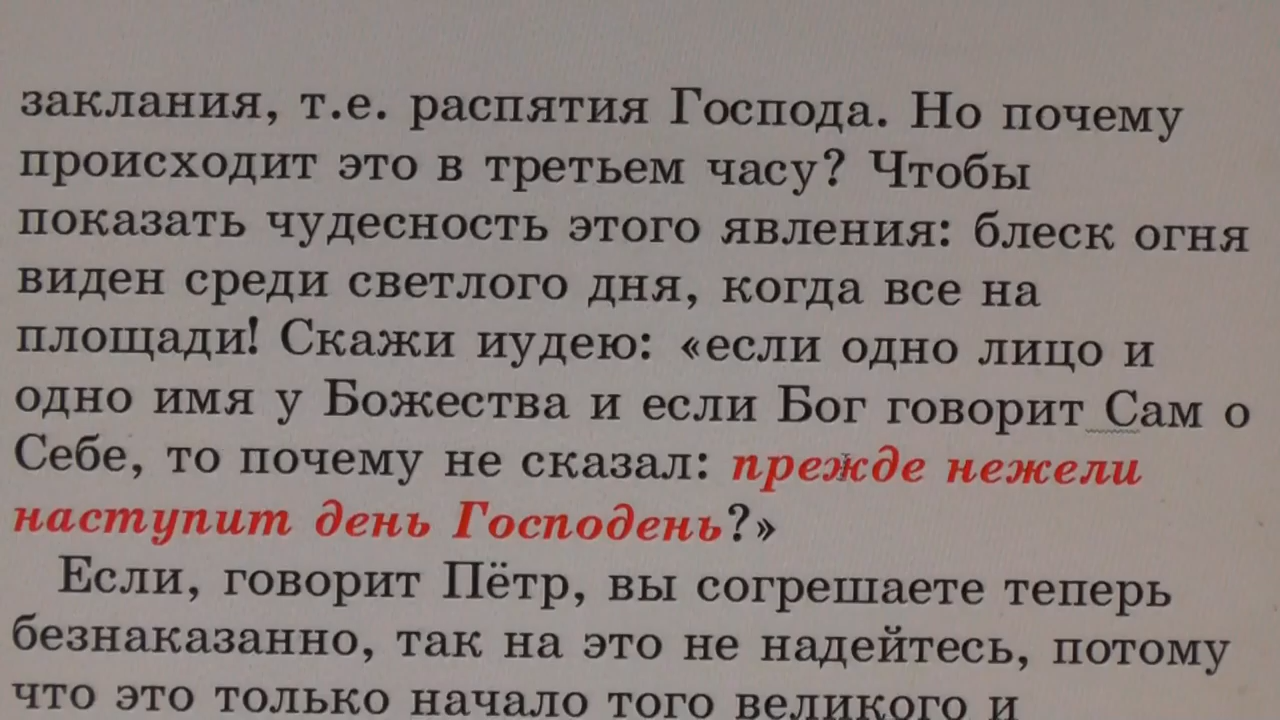 заклания, т.е. распятия Господа. Но почему
происходит это в третьем часу? Чтобы
показать чудесность этого явления: блеск огня
виден среди светлого дня, когда все на
площади! Скажи иудею: «если одно лицо и
одно имя у Божества и если Бог говорит Сам о
Себе, то почему не сказал: прежде нежели
наступит день Господень?»
Если, говорит Пётр, вы согрешаете теперь
безнаказанно, так на это не надейтесь, потому
что это только начало того великого и